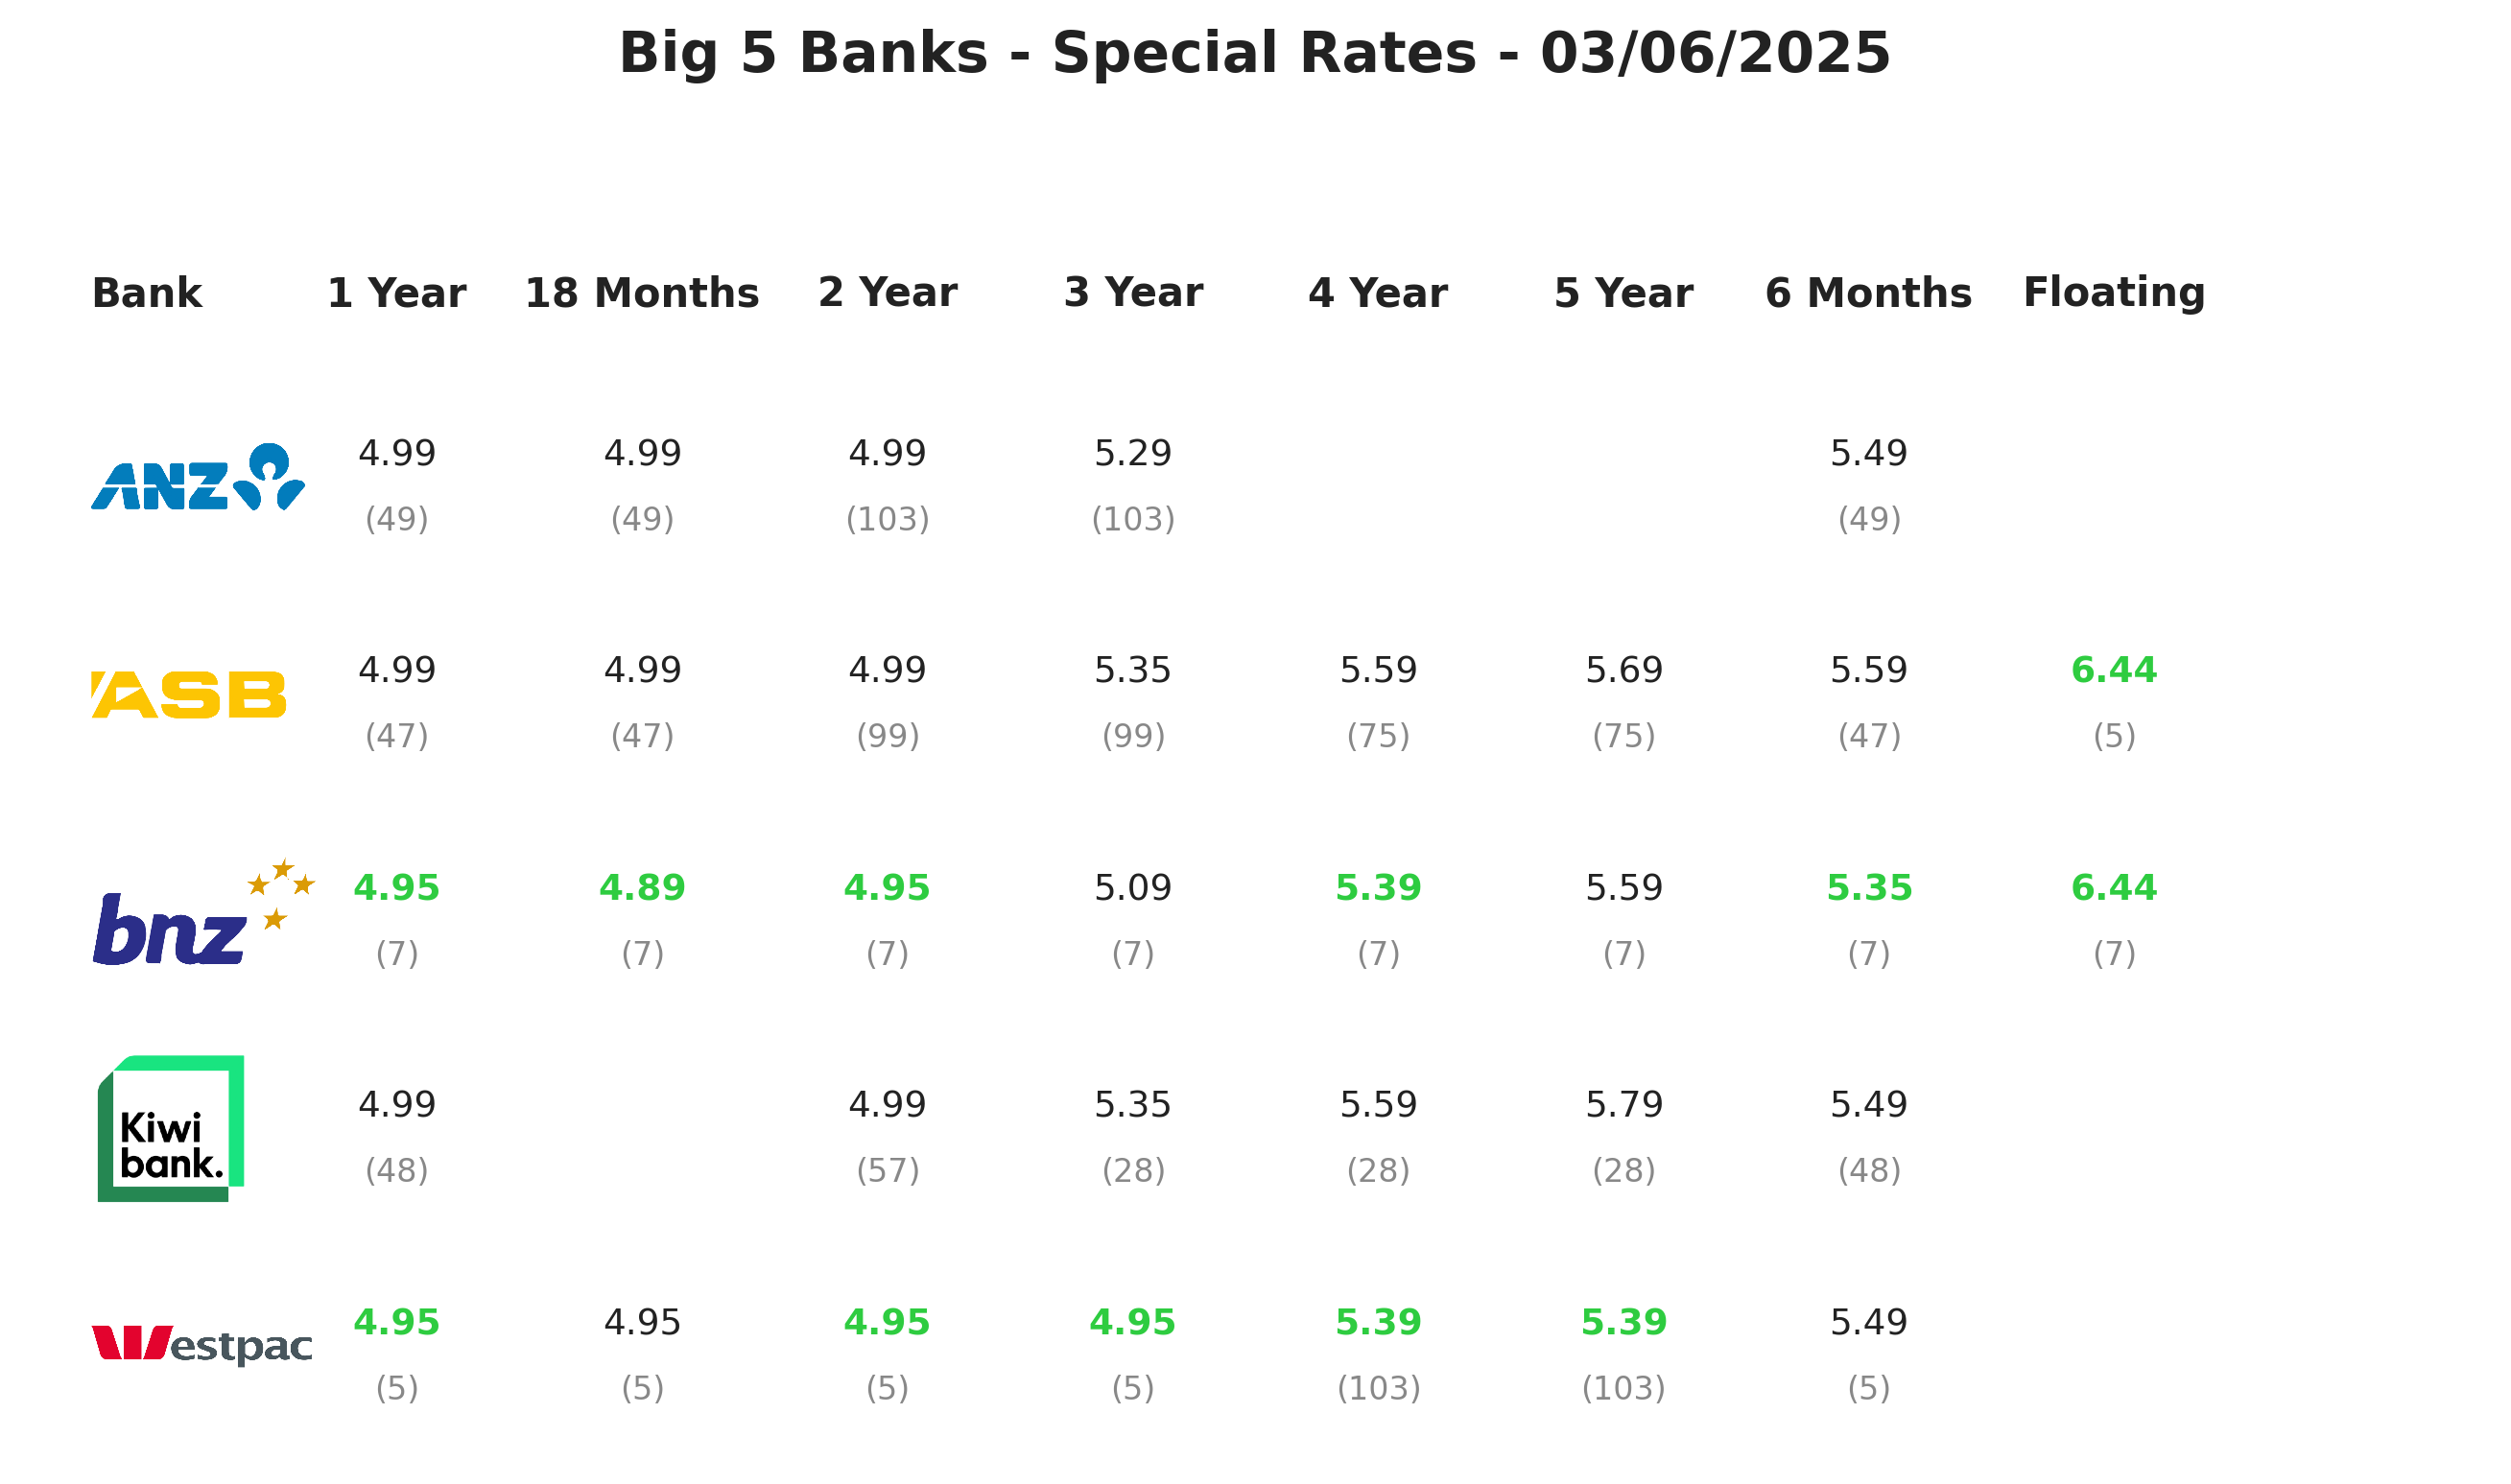 Big 5 Banks - Special Rates - 03/06/2025
Bank 1 Year 18 Months 2 Year 3 Year 4 Year 5 Year 6 Months Floating
ANZ 4.99 4.99 4.99 5.29 5.49
(49) (49) (103) (103) (49)
ASB 4.99 4.99 4.99 5.35 5.59 5.69 5.59 6.44
(47) (47) (99) (99) (75) (75) (47) (5)
bnz 4.95 4.89 4.95 5.09 5.39 5.59 5.35 6.44
(7) (7) (7) (7) (7) (7) (7) (7)
Kiwi bank. 4.99 4.99 5.35 5.59 5.79 5.49
(48) (57) (28) (28) (28) (48)
Westpac 4.95 4.95 4.95 4.95 5.39 5.39 5.49
(5) (5) (5) (5) (103) (103) (5)